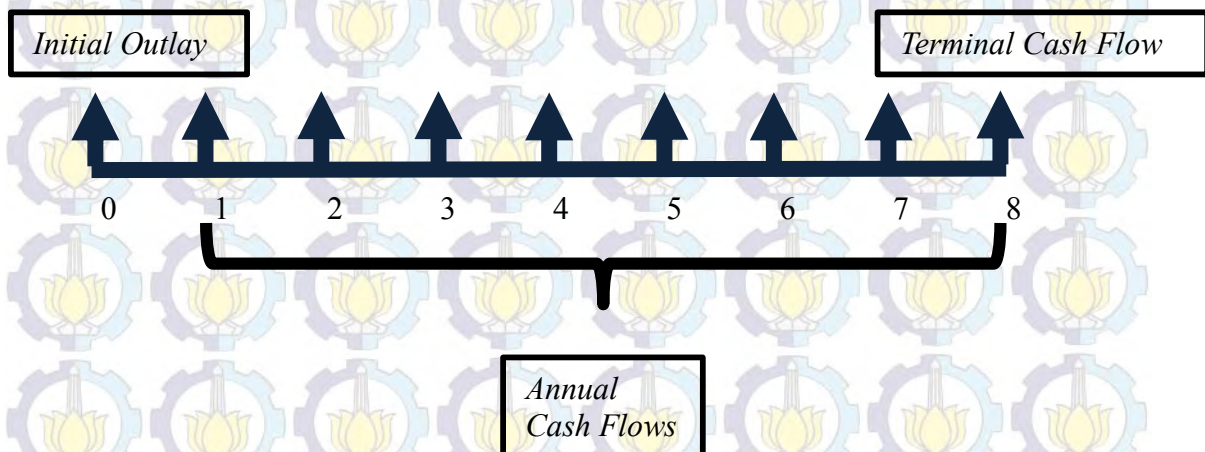 Initial Outlay
Terminal Cash Flow
0 1 2 3 4 5 6 7 8
Annual
Cash Flows